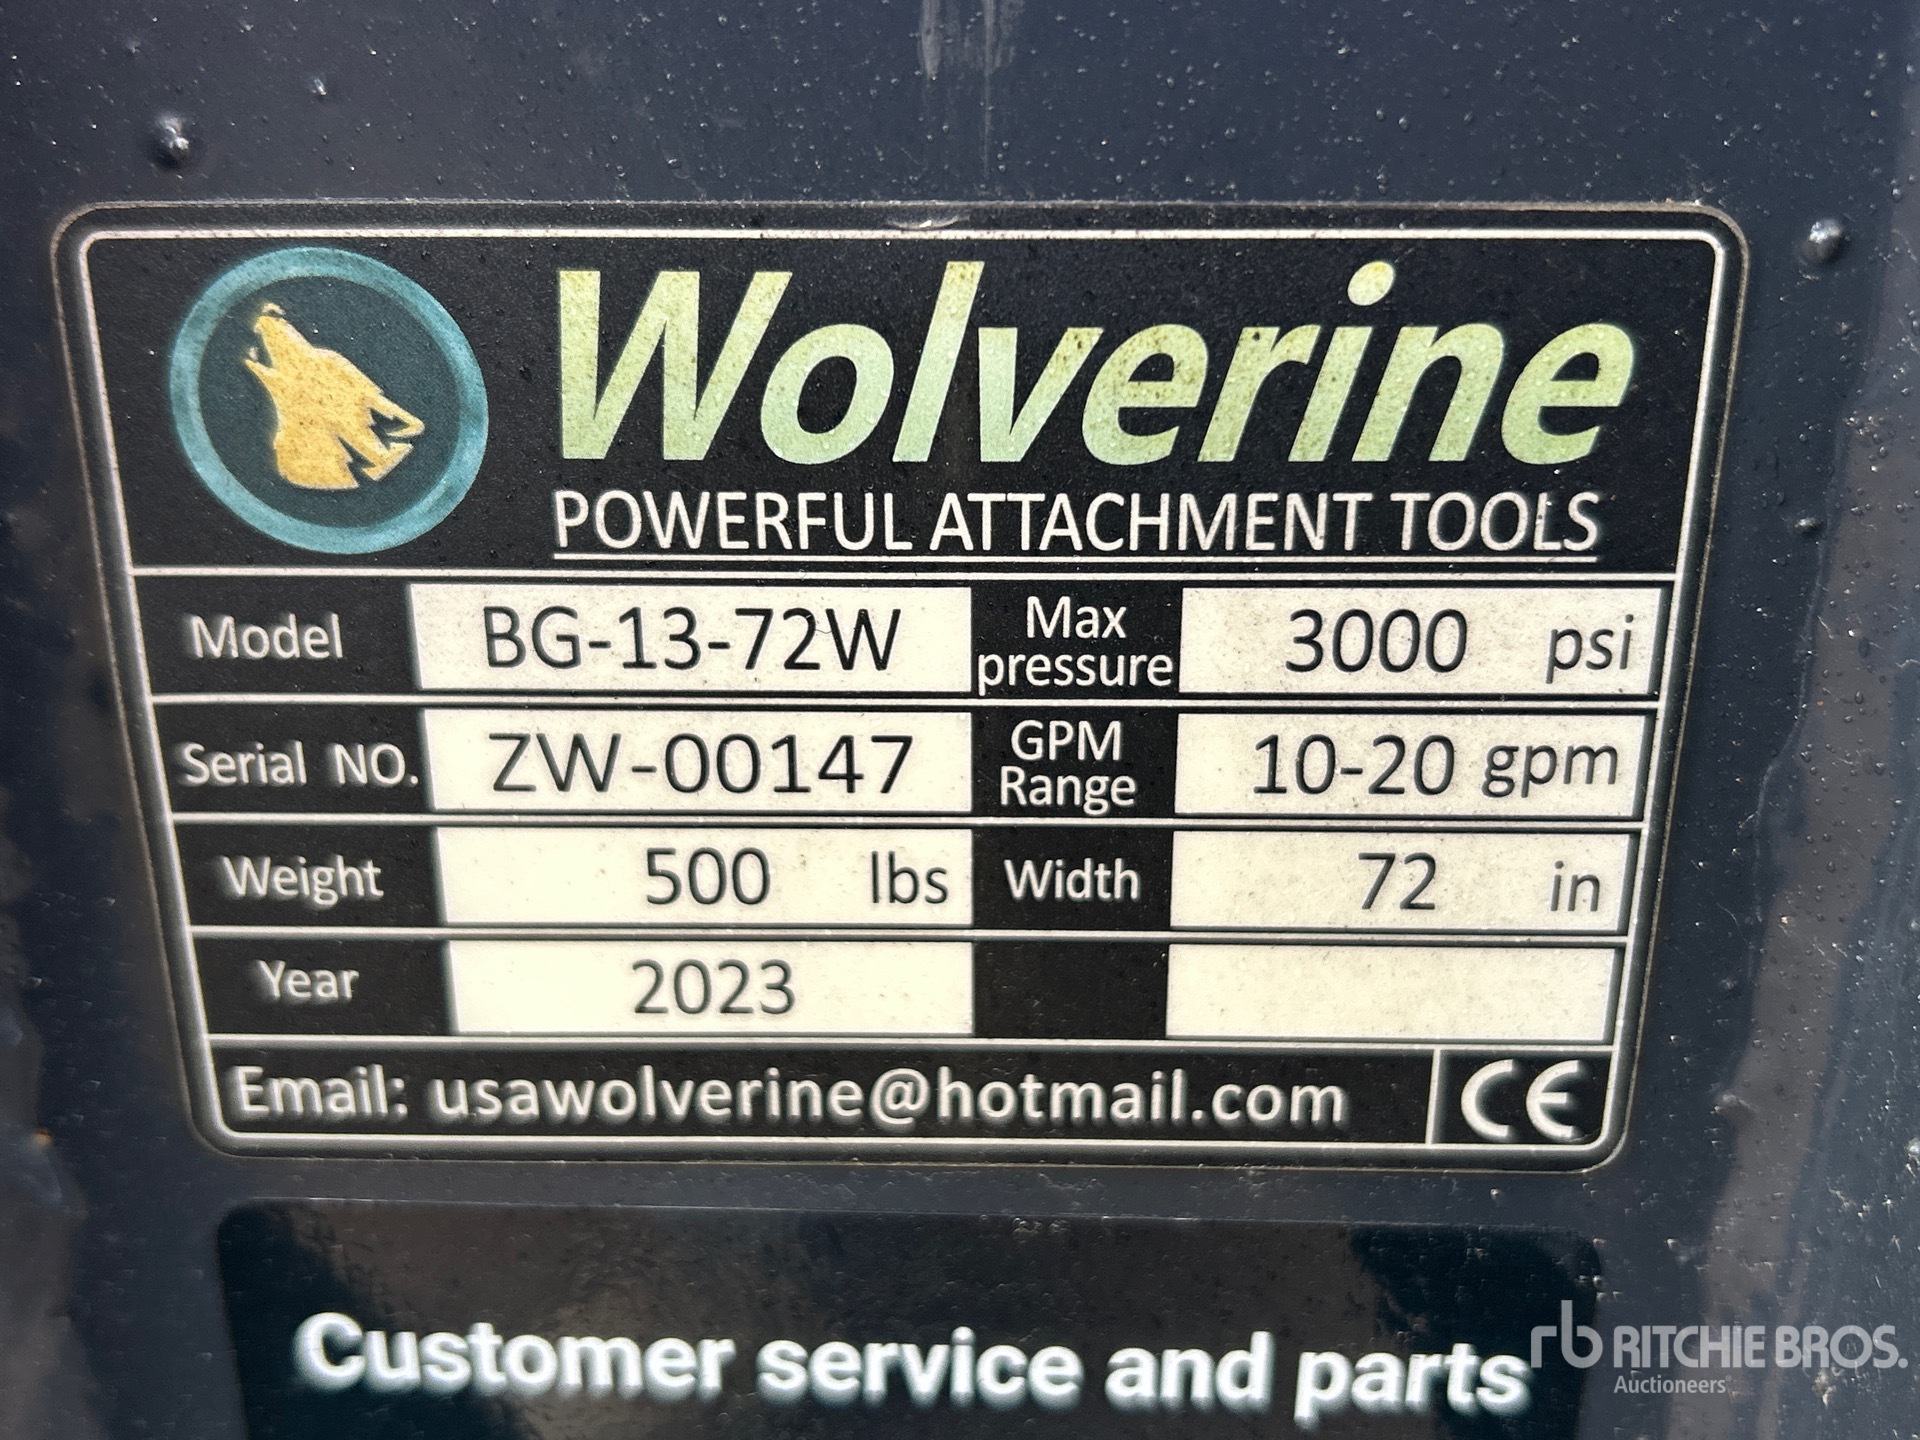 Wolverine
POWERFUL ATTACHMENT TOOLS
Model BG-13-72W Max pressure 3000 psi
Serial NO. ZW-00147 GPM Range 10-20 gpm
Weight 500 lbs Width 72 in
Year 2023
Email: usawolverine@hotmail.com CE
Customer service and parts
rb RITCHIE BROS.
Auctioneers